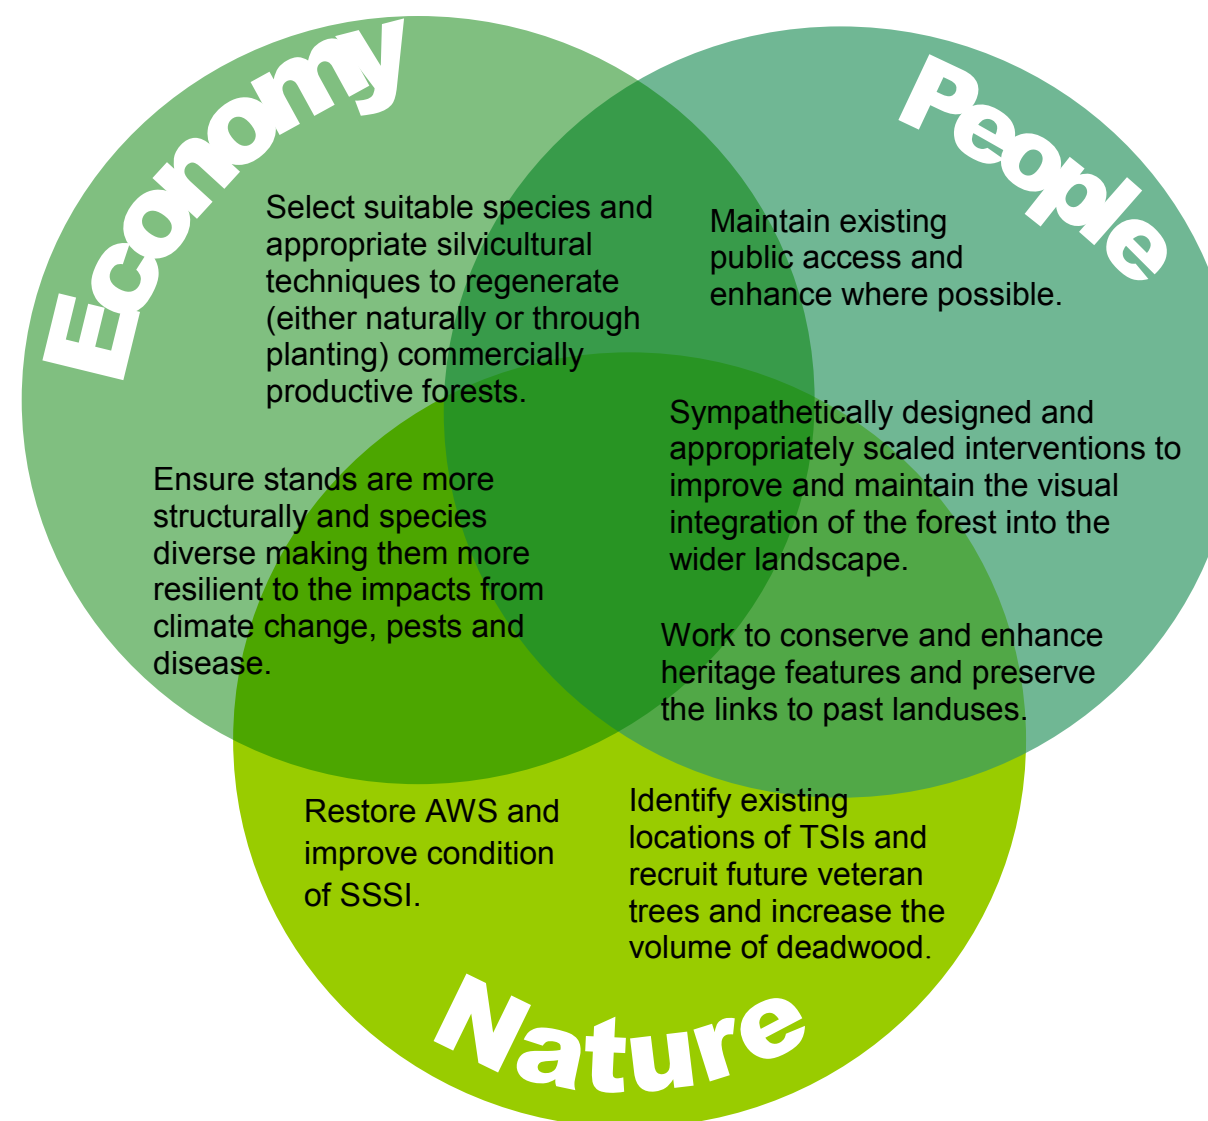 Economy
People
Select suitable species and
appropriate silvicultural
techniques to regenerate
(either naturally or through
planting) commercially
productive forests.
Maintain existing
public access and
enhance where possible.
Sympathetically designed and
appropriately scaled interventions to
improve and maintain the visual
integration of the forest into the
wider landscape.
Ensure stands are more
structurally and species
diverse making them more
resilient to the impacts from
climate change, pests and
disease.
Work to conserve and enhance
heritage features and preserve
the links to past landuses.
Restore AWS and
improve condition
of SSSI.
Identify existing
locations of TSIs and
recruit future veteran
trees and increase the
volume of deadwood.
Nature